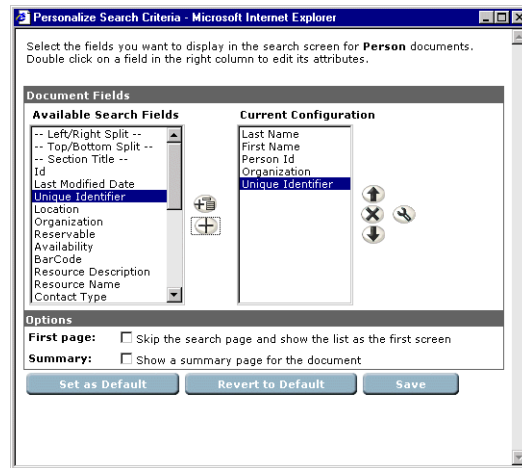 Personalize Search Criteria - Microsoft Internet Explorer
Select the fields you want to display in the search screen for Person documents.
Double click on a field in the right column to edit its attributes.
Document Fields
Available Search Fields
-- Left/Right Split --
-- Top/Bottom Split --
-- Section Title --
Id
Last Modified Date
Unique Identifier
Location
Organization
Reservable
Availability
BarCode
Resource Description
Resource Name
Contact Type
Current Configuration
Last Name
First Name
Person Id
Organization
Unique Identifier
Options
First page: Skip the search page and show the list as the first screen
Summary: Show a summary page for the document
Set as Default
Revert to Default
Save